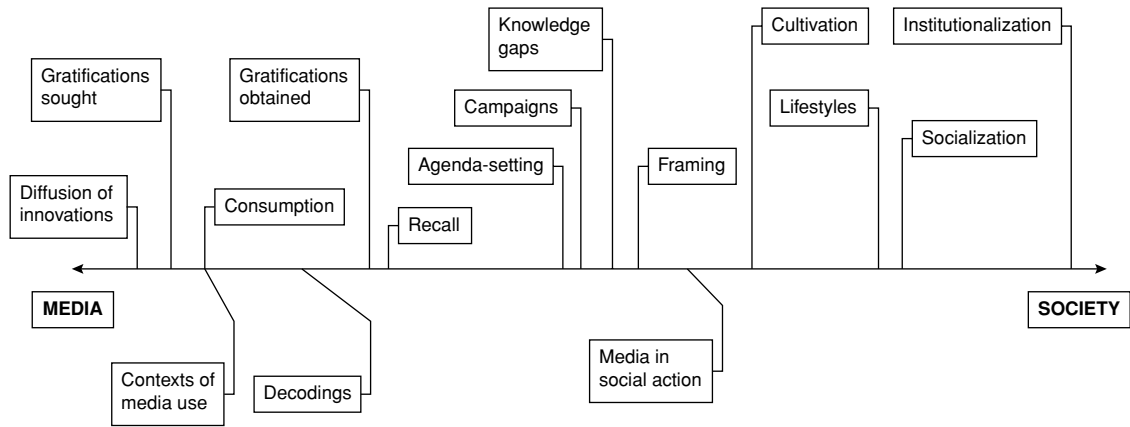 Knowledge
gaps
Cultivation
Institutionalization
Gratifications
sought
Gratifications
obtained
Campaigns
Lifestyles
Socialization
Agenda-setting
Framing
Diffusion of
innovations
Consumption
Recall
MEDIA
SOCIETY
Contexts of
media use
Decodings
Media in
social action